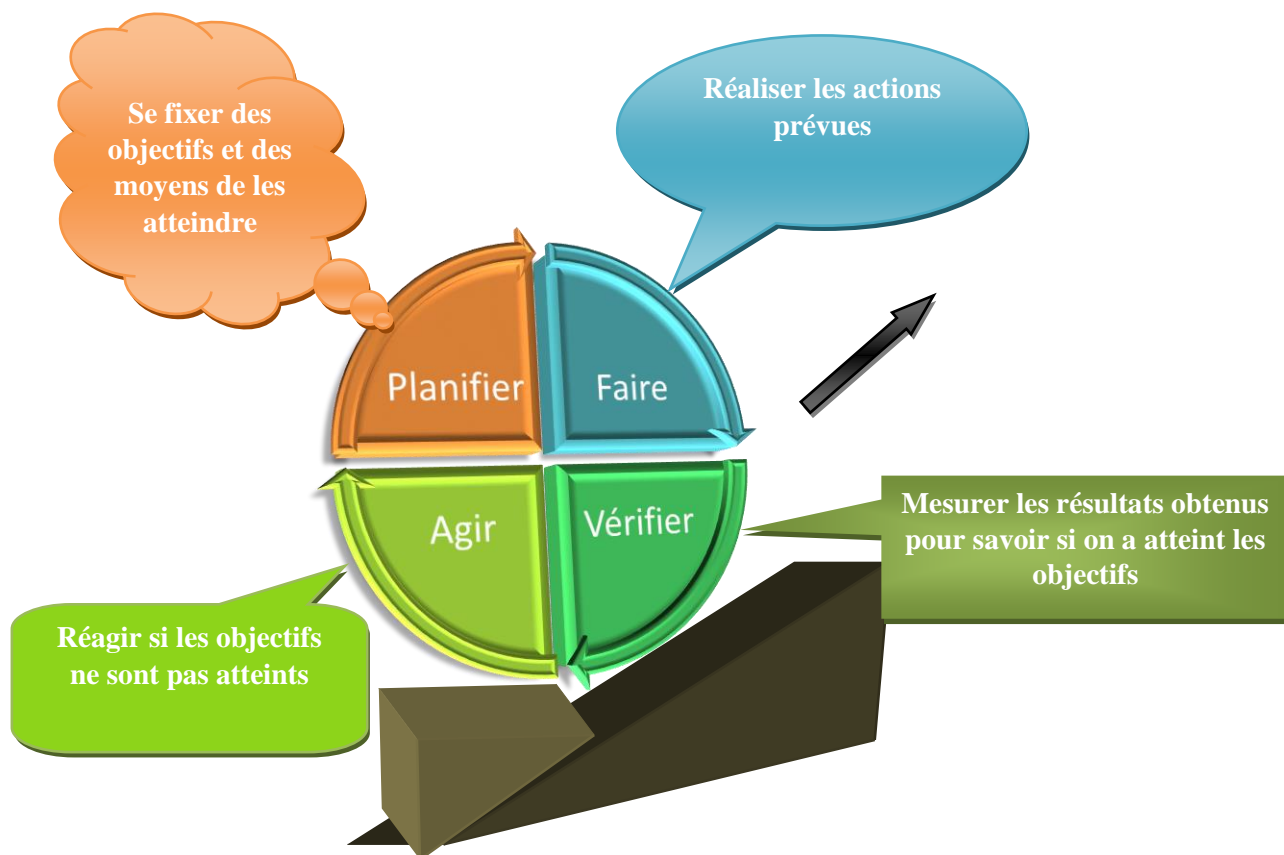 Se fixer des
objectifs et des
moyens de les
atteindre
Réaliser les actions
prévues
Planifier
Faire
Agir
Vérifier
Mesurer les résultats obtenus
pour savoir si on a atteint les
objectifs
Réagir si les objectifs
ne sont pas atteints